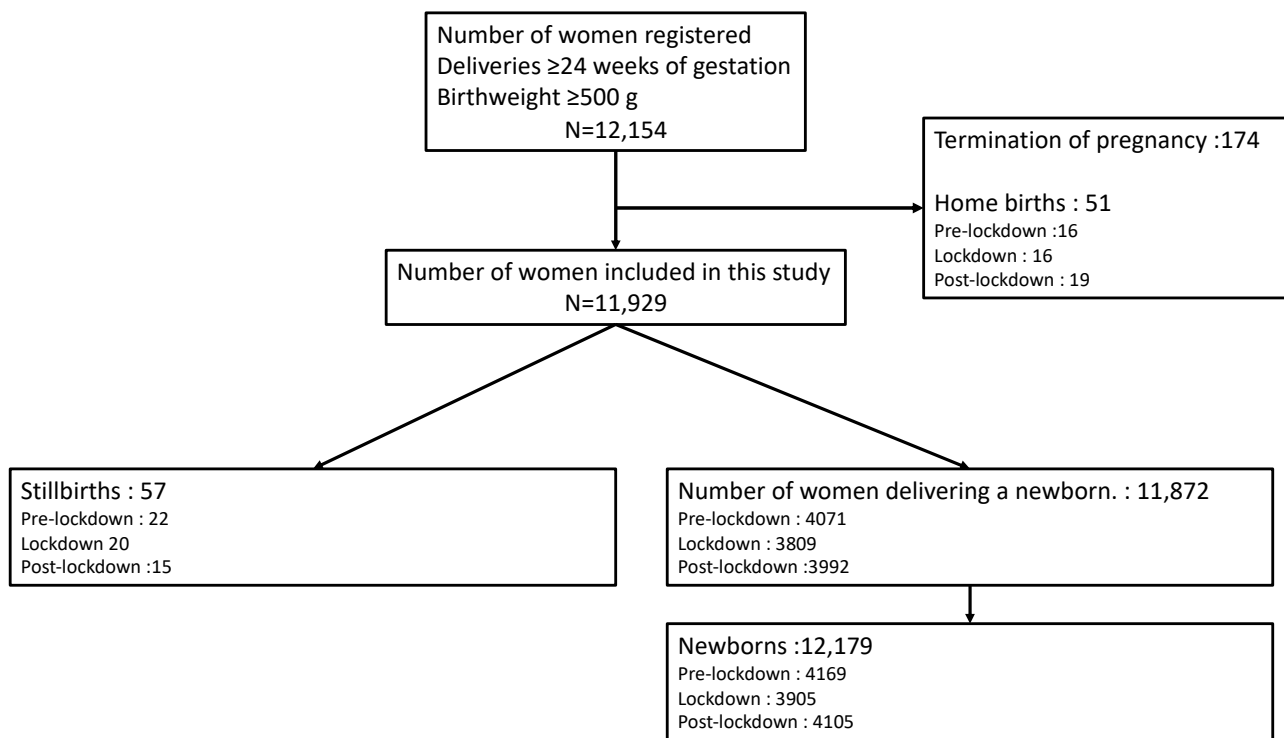 Number of women registered
Deliveries ≥24 weeks of gestation
Birthweight ≥500 g
N=12,154
Termination of pregnancy :174
Home births : 51
Pre-lockdown :16
Lockdown : 16
Post-lockdown : 19
Number of women included in this study
N=11,929
Stillbirths : 57
Pre-lockdown : 22
Lockdown 20
Post-lockdown :15
Number of women delivering a newborn. : 11,872
Pre-lockdown : 4071
Lockdown : 3809
Post-lockdown :3992
Newborns :12,179
Pre-lockdown : 4169
Lockdown : 3905
Post-lockdown : 4105